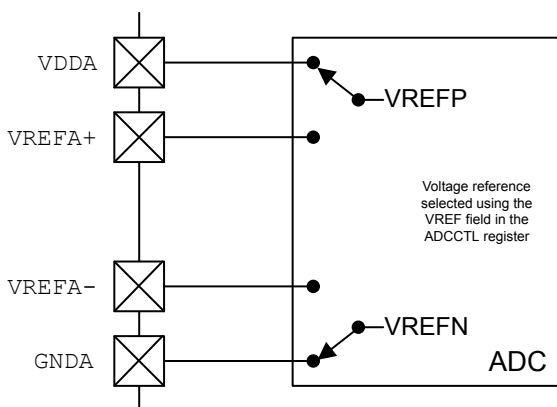 VDDA
VREFP
VREFA+
Voltage reference
selected using the
VREF field in the
ADCCTL register
VREFA-
VREFN
GNDA
ADC